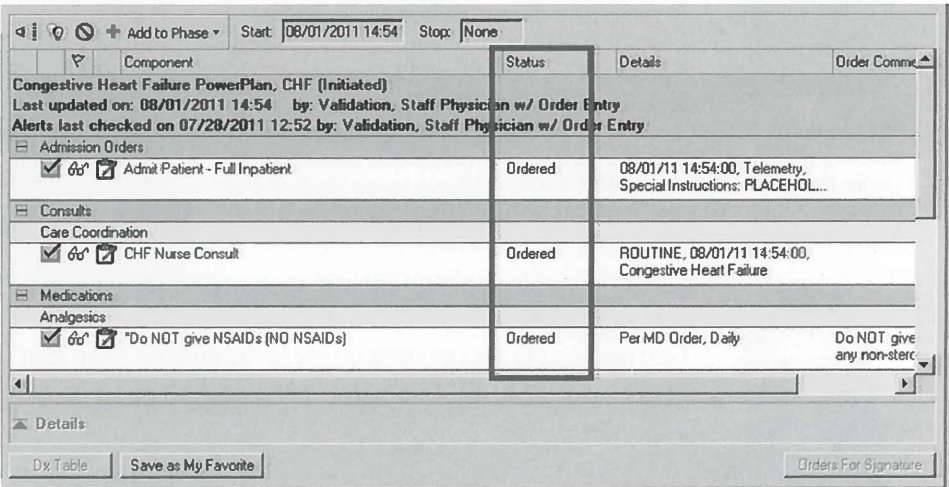 Add to Phase Start: 08/01/2011 14:54 Stop: None
Component Status Details Order Comme
Congestive Heart Failure PowerPlan, CHF (Initiated)
Last updated on: 08/01/2011 14:54 by: Validation, Staff Physician w/ Order Entry
Alerts last checked on 07/28/2011 12:52 by: Validation, Staff Physician w/ Order Entry
Admission Orders
Admit Patient - Full Inpatient Ordered 08/01/11 14:54:00, Telemetry,
Special Instructions: PLACEHOL...
Consults
Care Coordination
CHF Nurse Consult Ordered ROUTINE, 08/01/11 14:54:00,
Congestive Heart Failure
Medications
Analgesics
"Do NOT give NSAIDs (NO NSAIDs) Ordered Per MD Order, Daily Do NOT give
any non-sterc
Details
Dx Table Save as My Favorite Orders For Signature